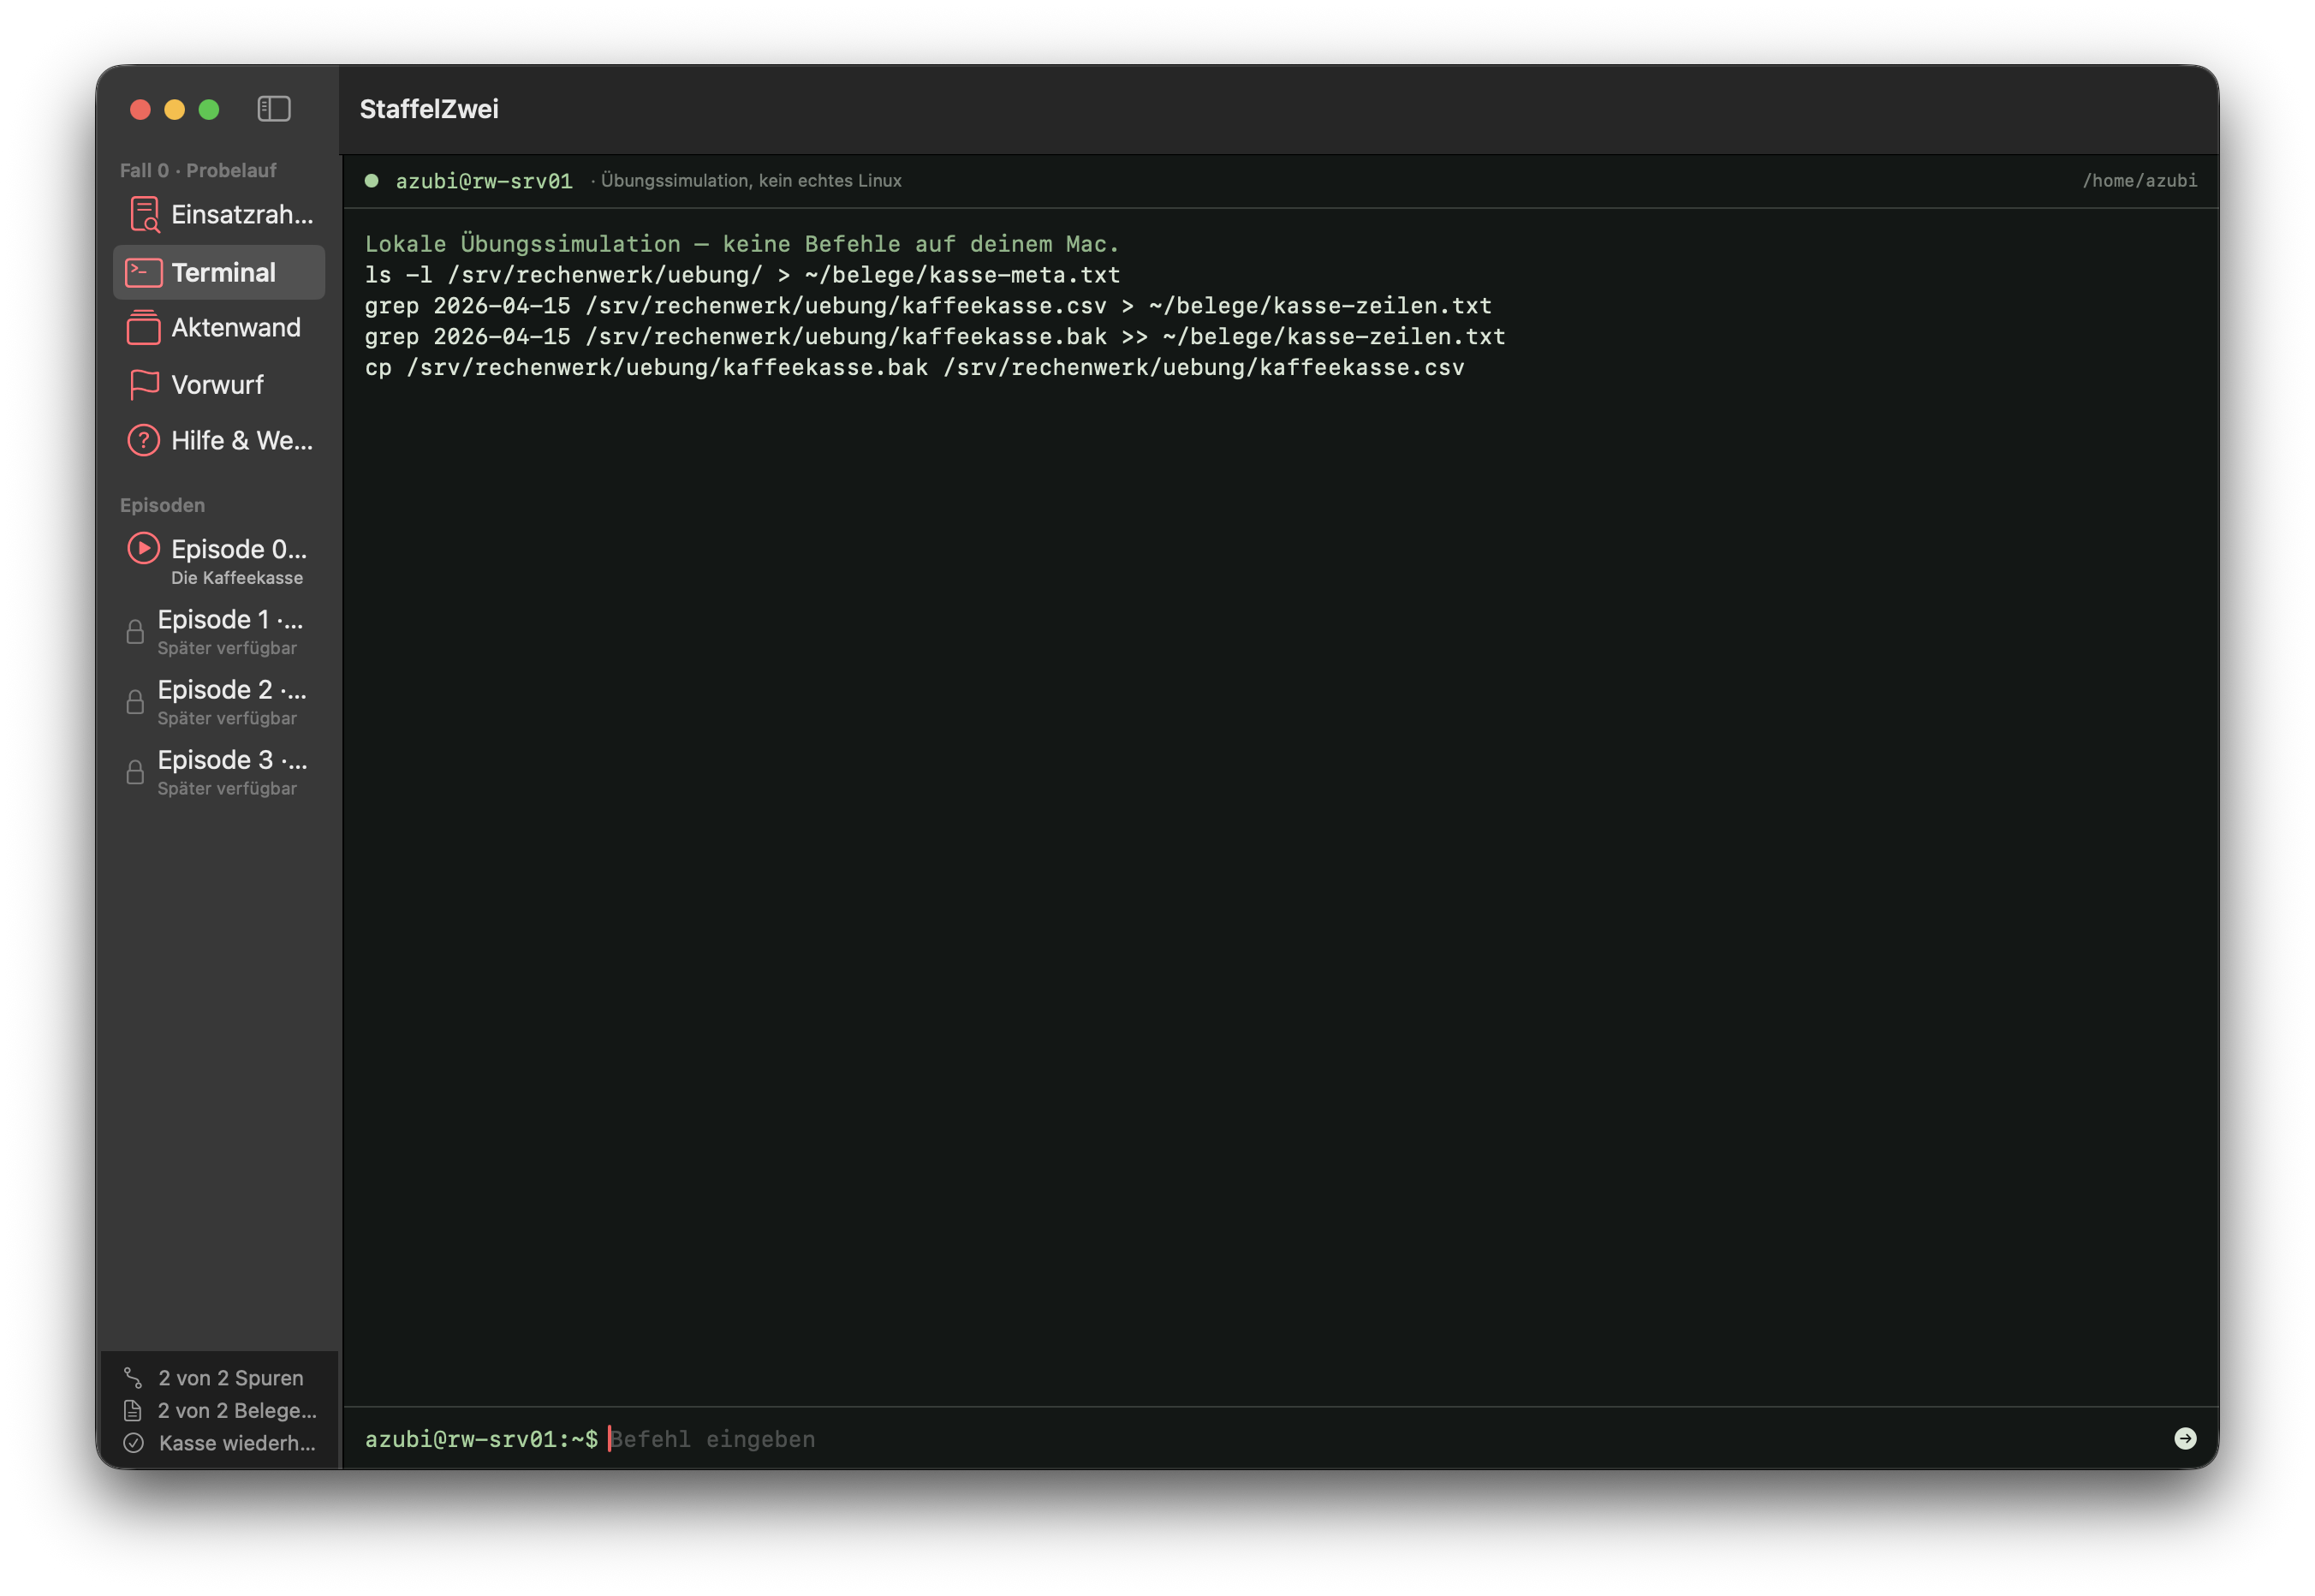 StaffelZwei
Fall 0 · Probelauf
Einsatzrah...
Terminal
Aktenwand
Vorwurf
Hilfe & We...
Episoden
Episode 0...
Die Kaffeekasse
Episode 1 ·...
Später verfügbar
Episode 2 ·...
Später verfügbar
Episode 3 ·...
Später verfügbar
2 von 2 Spuren
2 von 2 Belege...
Kasse wiederh...
azubi@rw-srv01 · Übungssimulation, kein echtes Linux /home/azubi
Lokale Übungssimulation — keine Befehle auf deinem Mac.
ls -l /srv/rechenwerk/uebung/ > ~/belege/kasse-meta.txt
grep 2026-04-15 /srv/rechenwerk/uebung/kaffeekasse.csv > ~/belege/kasse-zeilen.txt
grep 2026-04-15 /srv/rechenwerk/uebung/kaffeekasse.bak >> ~/belege/kasse-zeilen.txt
cp /srv/rechenwerk/uebung/kaffeekasse.bak /srv/rechenwerk/uebung/kaffeekasse.csv
azubi@rw-srv01:~$ Befehl eingeben